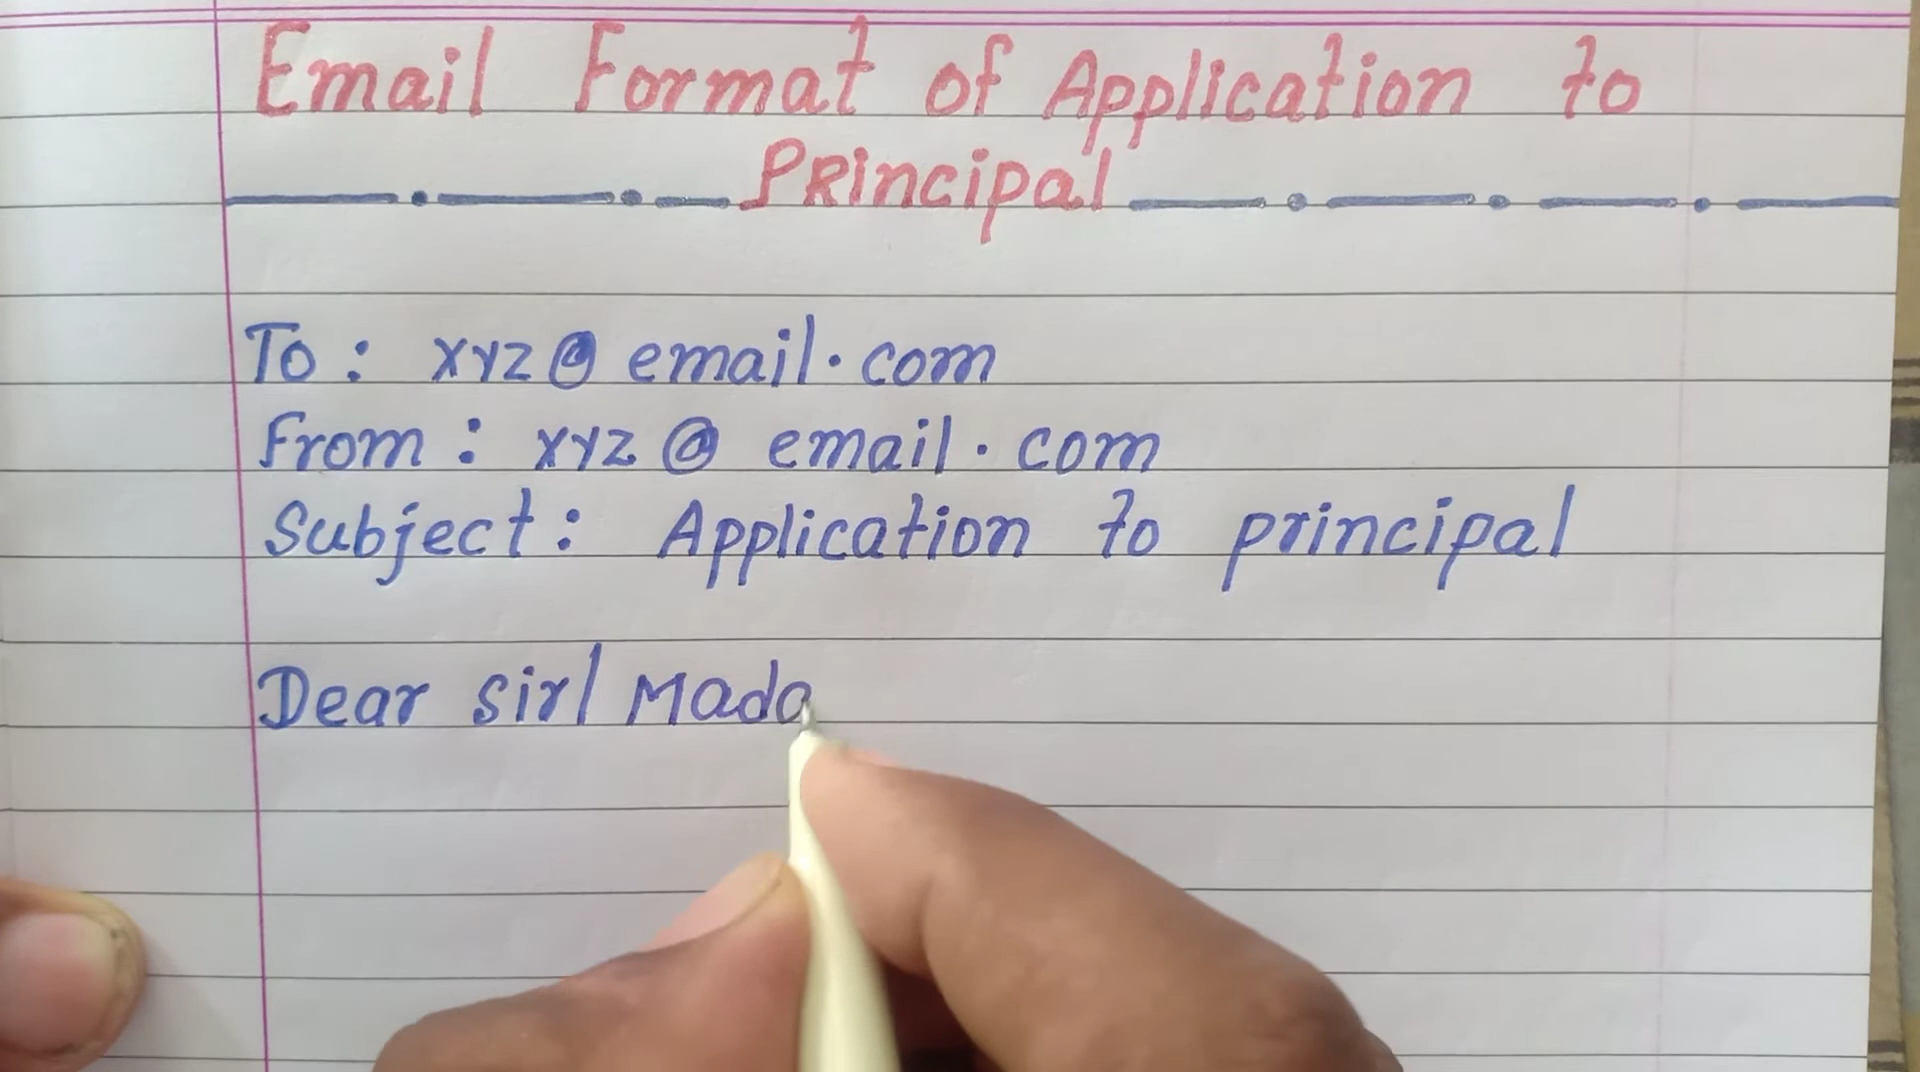 Email Format of Application to
Principal
To : xyz@email.com
From : xyz@email.com
Subject : Application to principal
Dear sir/ Mada